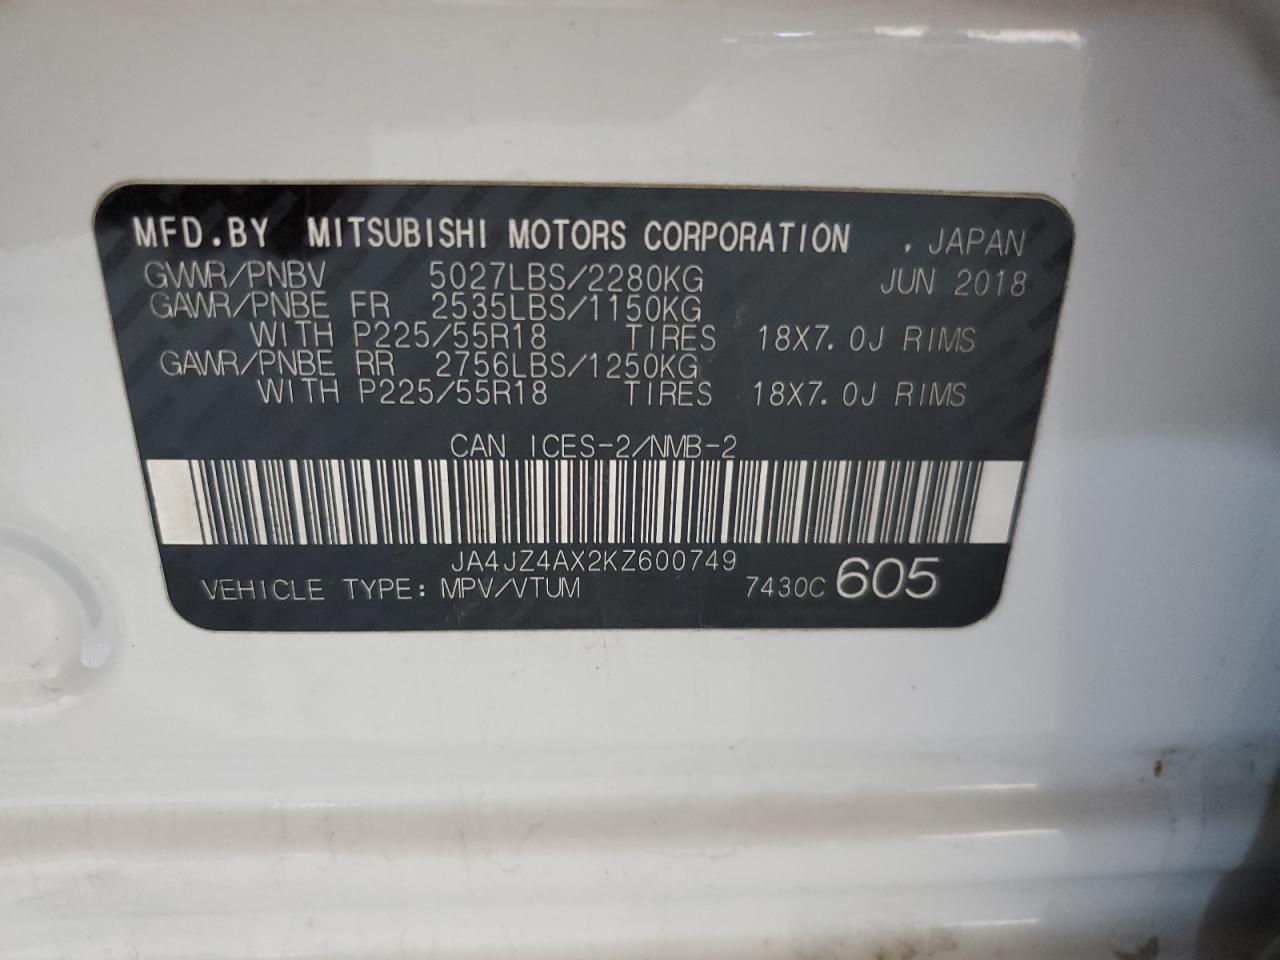 MFD.BY MITSUBISHI MOTORS CORPORATION , JAPAN
GVWR/PNBV 5027LBS/2280KG JUN 2018
GAWR/PNBE FR 2535LBS/1150KG
WITH P225/55R18 TIRES 18X7.0J RIMS
GAWR/PNBE RR 2756LBS/1250KG
WITH P225/55R18 TIRES 18X7.0J RIMS
CAN ICES-2/NMB-2
JA4JZ4AX2KZ600749
VEHICLE TYPE: MPV/VTUM 7430C 605